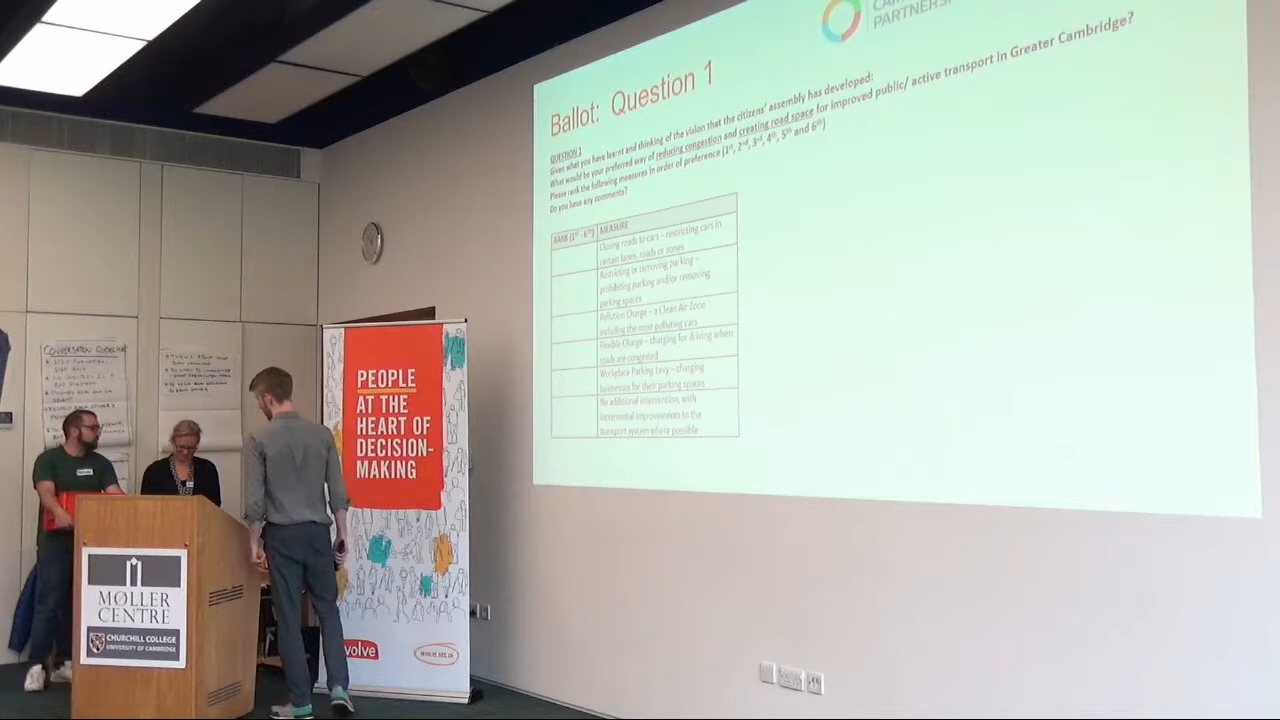 PARTNERS
Ballot: Question 1
QUESTION 1
Given what you have learnt and thinking of the vision that the citizens' assembly has developed:
What would be your preferred way of reducing congestion and creating road space for improved public/ active transport in Greater Cambridge?
Please rank the following measures in order of preference (1st, 2nd, 3rd, 4th, 5th and 6th)
Do you have any comments?
RANK (1st - 6th) MEASURE
Closing roads to cars – restricting cars in
certain lanes, roads or zones
Restricting or removing parking –
prohibiting parking and/or removing
parking spaces
Pollution Charge – a Clean Air Zone
including the most polluting cars
Flexible Charge – charging for driving when
roads are congested
Workplace Parking Levy – charging
businesses for their parking spaces
No additional intervention, with
incremental improvements to the
transport system where possible
CONVERSATION GUIDELINES
PEOPLE
AT THE
HEART OF
DECISION-
MAKING
volve
INVOLVE.ORG.UK
MØLLER
CENTRE
CHURCHILL COLLEGE
UNIVERSITY OF CAMBRIDGE